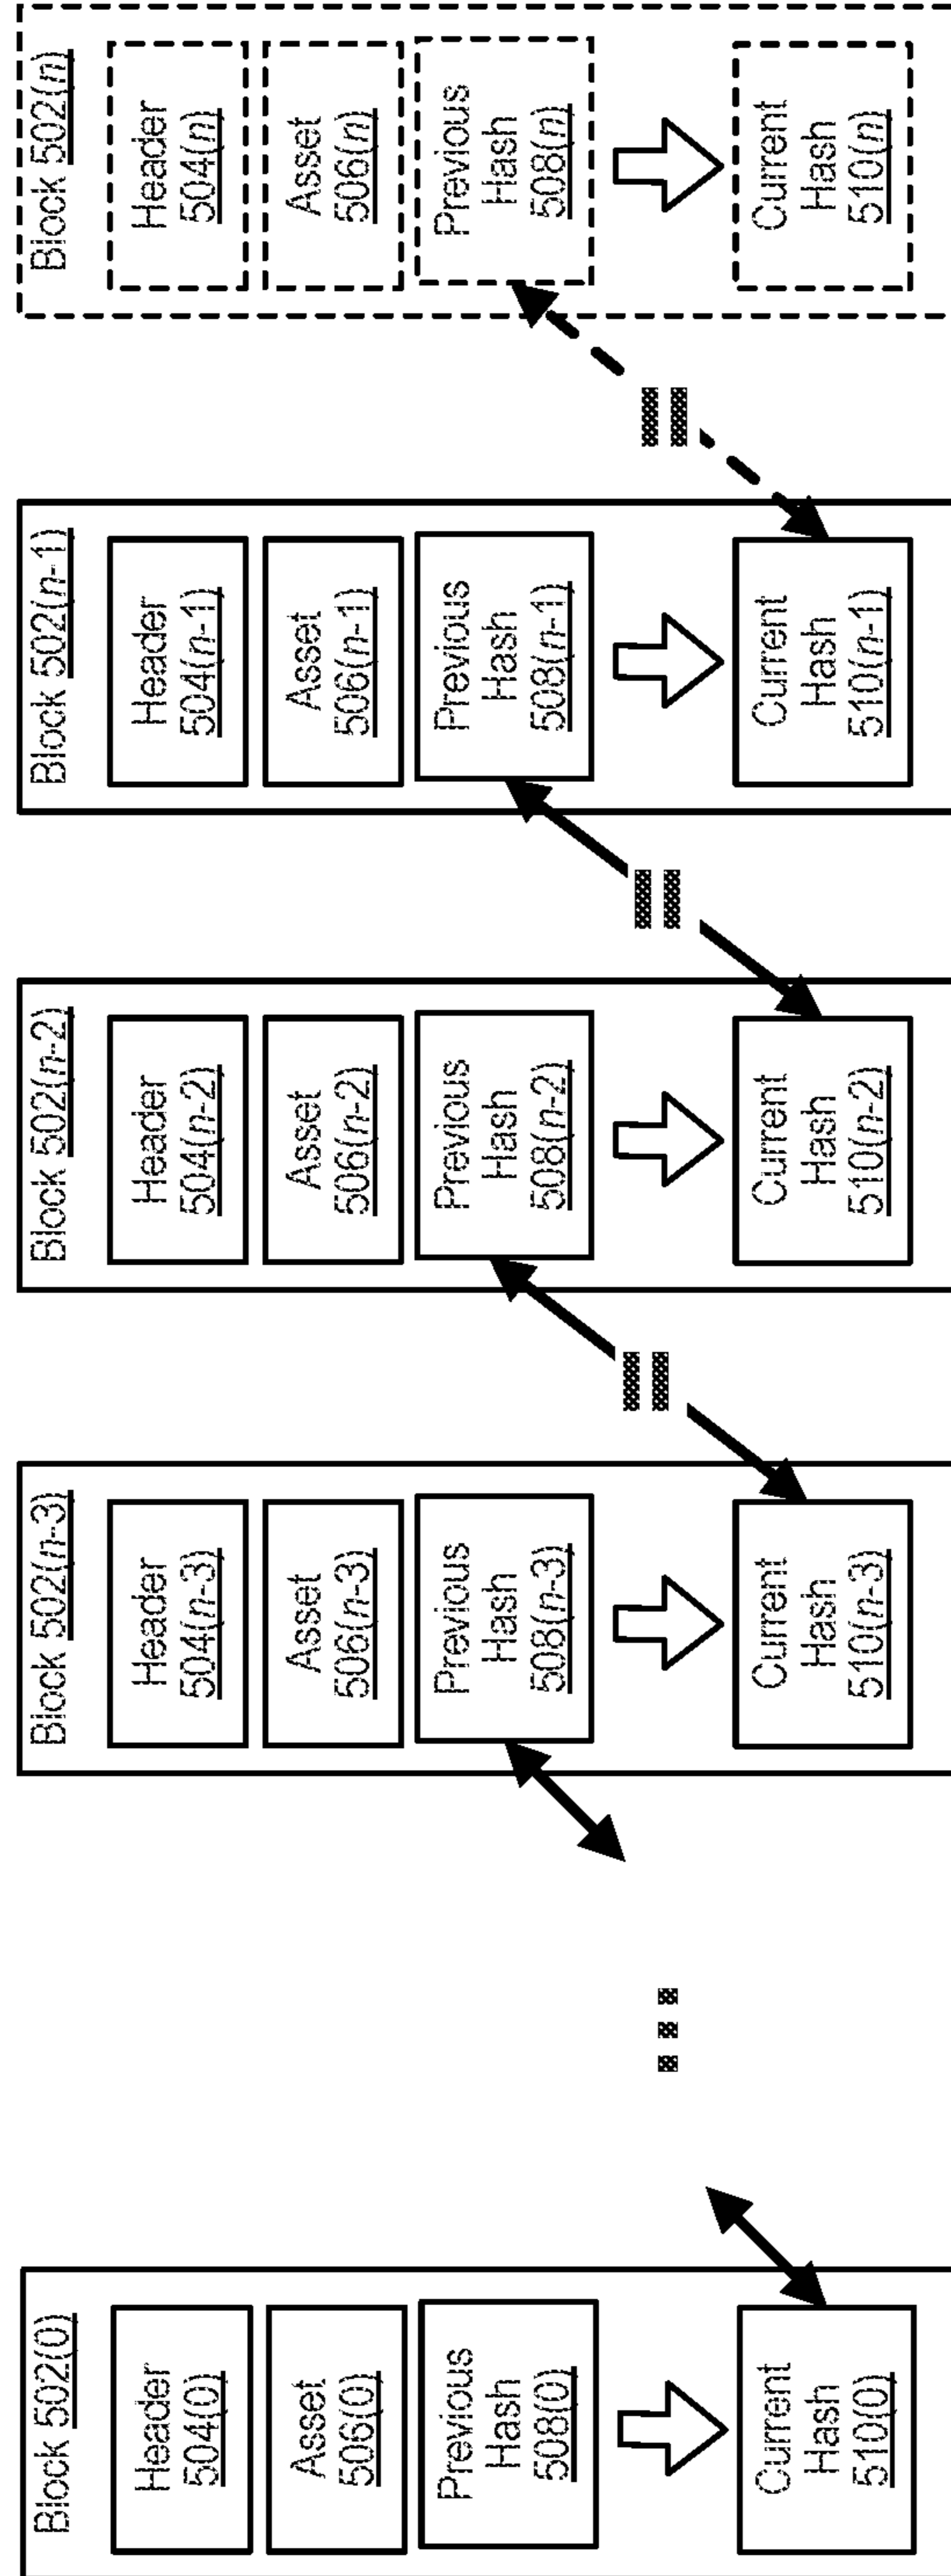 Block 502(0)
Header
504(0)
Asset
506(0)
Previous
Hash
508(0)
Current
Hash
510(0)
...
Block 502(n-3)
Header
504(n-3)
Asset
506(n-3)
Previous
Hash
508(n-3)
Current
Hash
510(n-3)
=
Block 502(n-2)
Header
504(n-2)
Asset
506(n-2)
Previous
Hash
508(n-2)
Current
Hash
510(n-2)
=
Block 502(n-1)
Header
504(n-1)
Asset
506(n-1)
Previous
Hash
508(n-1)
Current
Hash
510(n-1)
=
Block 502(n)
Header
504(n)
Asset
506(n)
Previous
Hash
508(n)
Current
Hash
510(n)